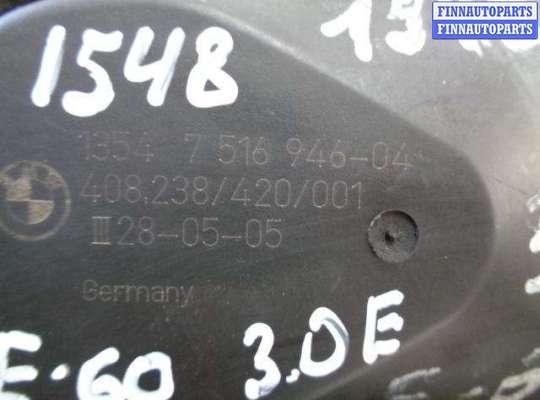 FINNAUTOPARTS
FINNAUTOPARTS
1548
1354 7 516 946-04
408.238/420/001
III 28-05-05
Germany
E-60 3.0E